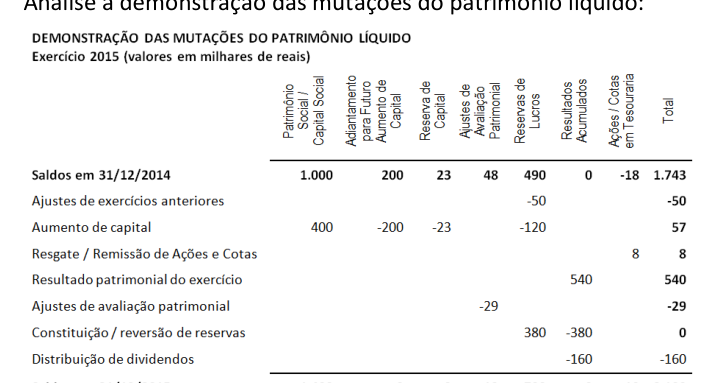 Analise a demonstração das mutações do patrimônio líquido:
DEMONSTRAÇÃO DAS MUTAÇÕES DO PATRIMÔNIO LÍQUIDO
Exercício 2015 (valores em milhares de reais)
Patrimônio
Social /
Capital Social
Adiantamento
para Futuro
Aumento de
Capital
Reserva de
Capital
Ajustes de
Avaliação
Patrimonial
Reservas de
Lucros
Resultados
Acumulados
Ações / Cotas
em Tesouraria
Total
Saldos em 31/12/2014 1.000 200 23 48 490 0 -18 1.743
Ajustes de exercícios anteriores -50 -50
Aumento de capital 400 -200 -23 -120 57
Resgate / Remissão de Ações e Cotas 8 8
Resultado patrimonial do exercício 540 540
Ajustes de avaliação patrimonial -29 -29
Constituição / reversão de reservas 380 -380 0
Distribuição de dividendos -160 -160